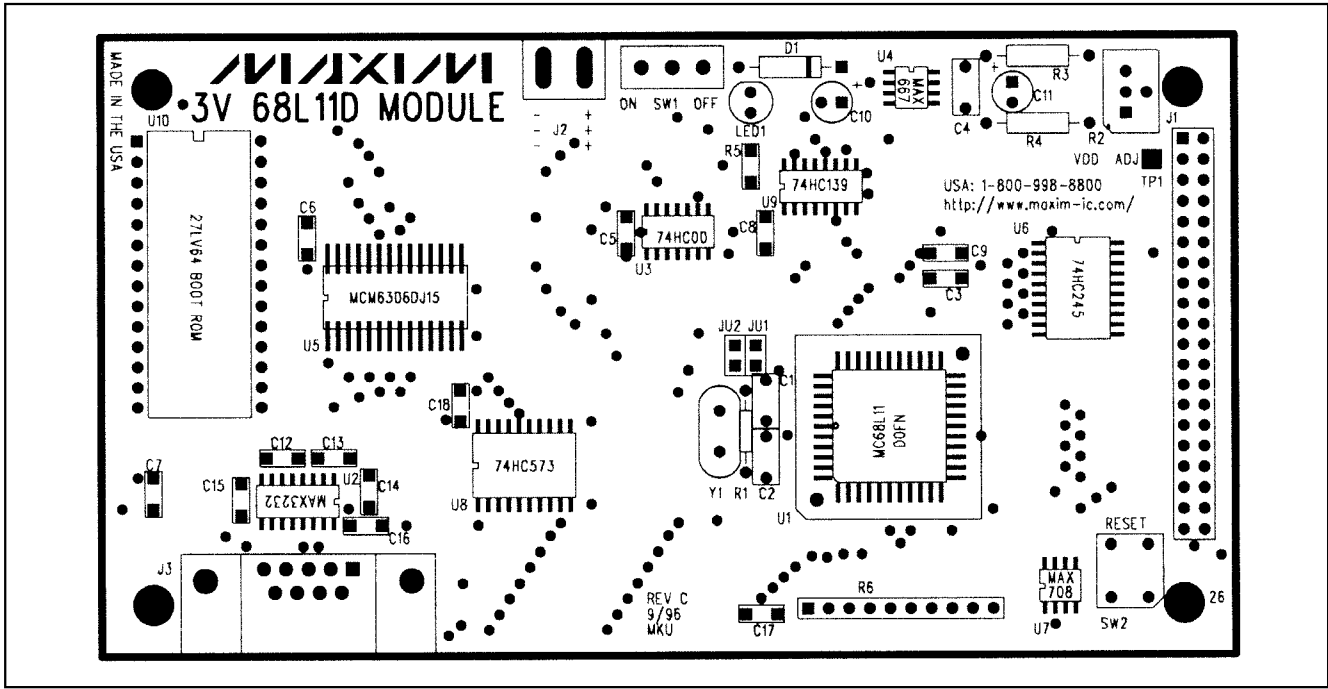 MADE IN THE USA
MAXIM
3V 68L11D MODULE
U10
27LV64 BOOT ROM
C6
MCM6306DJ15
U5
J2
- +
- +
- +
ON SW1 OFF
D1
LED1
+
C10
U4
MAX
667
C4
+
C11
R3
R4
R2
J1
VDD ADJ
TP1
R5
74HC139
U9
USA: 1-800-998-8800
http://www.maxim-ic.com/
C5
74HC00
U3
C8
U6
74HC245
C9
C3
JU2 JU1
C1
MC68L11
D0FN
U1
Y1
R1
C2
C18
74HC573
U8
C12
C13
C7
C15
U2
MAX3232
C14
C16
J3
REV C
9/96
MKU
C17
R6
MAX
708
U7
RESET
SW2
26